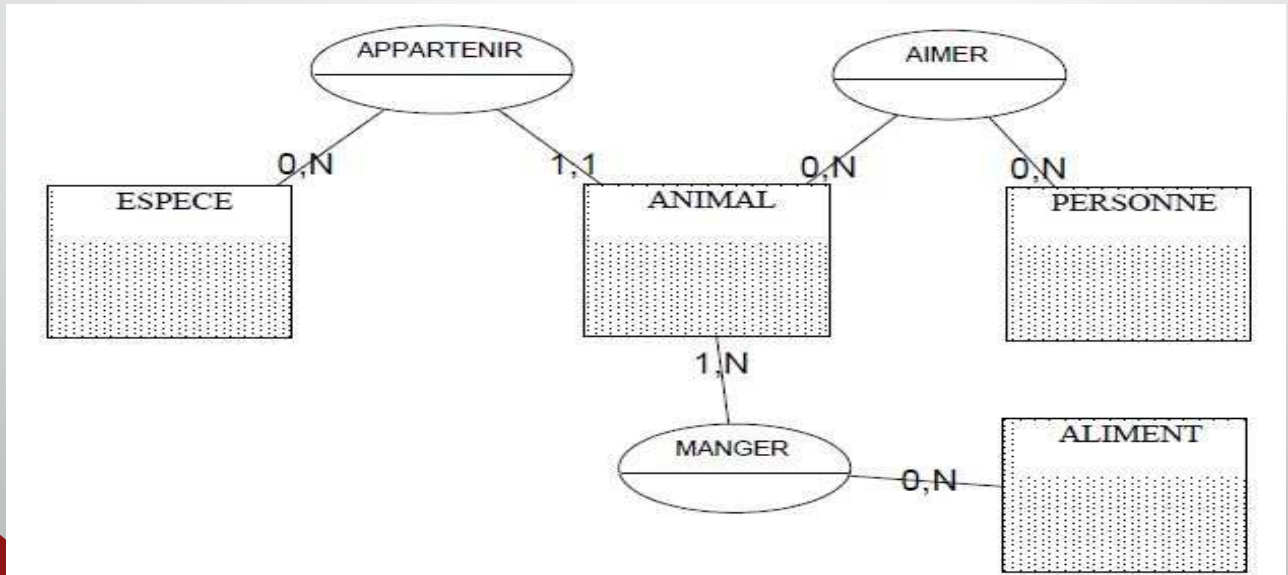 APPARTENIR
AIMER
0,N
1,1
0,N
0,N
ESPECE
ANIMAL
PERSONNE
1,N
MANGER
0,N
ALIMENT